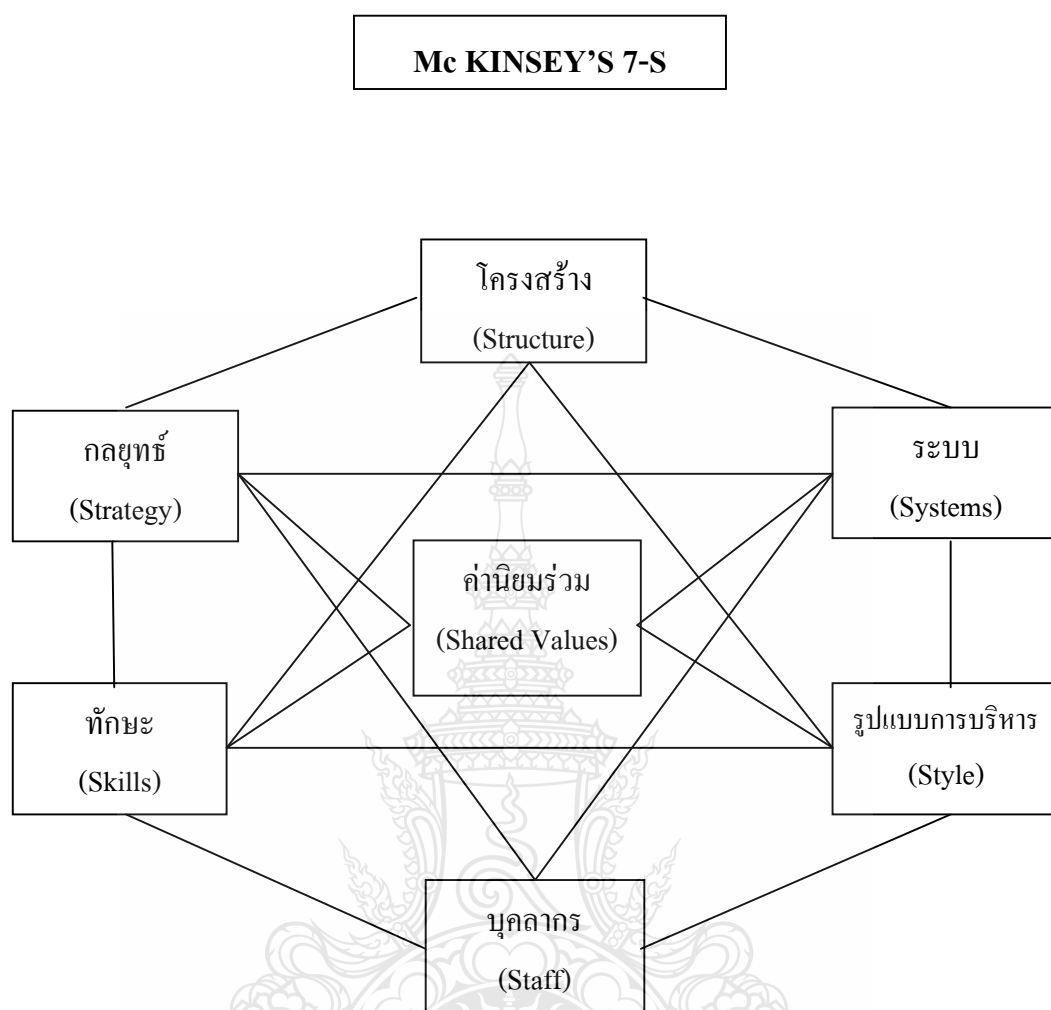 Mc KINSEY’S 7-S
โครงสร้าง
(Structure)
กลยุทธ์
(Strategy)
ระบบ
(Systems)
ค่านิยมร่วม
(Shared Values)
ทักษะ
(Skills)
รูปแบบการบริหาร
(Style)
บุคลากร
(Staff)